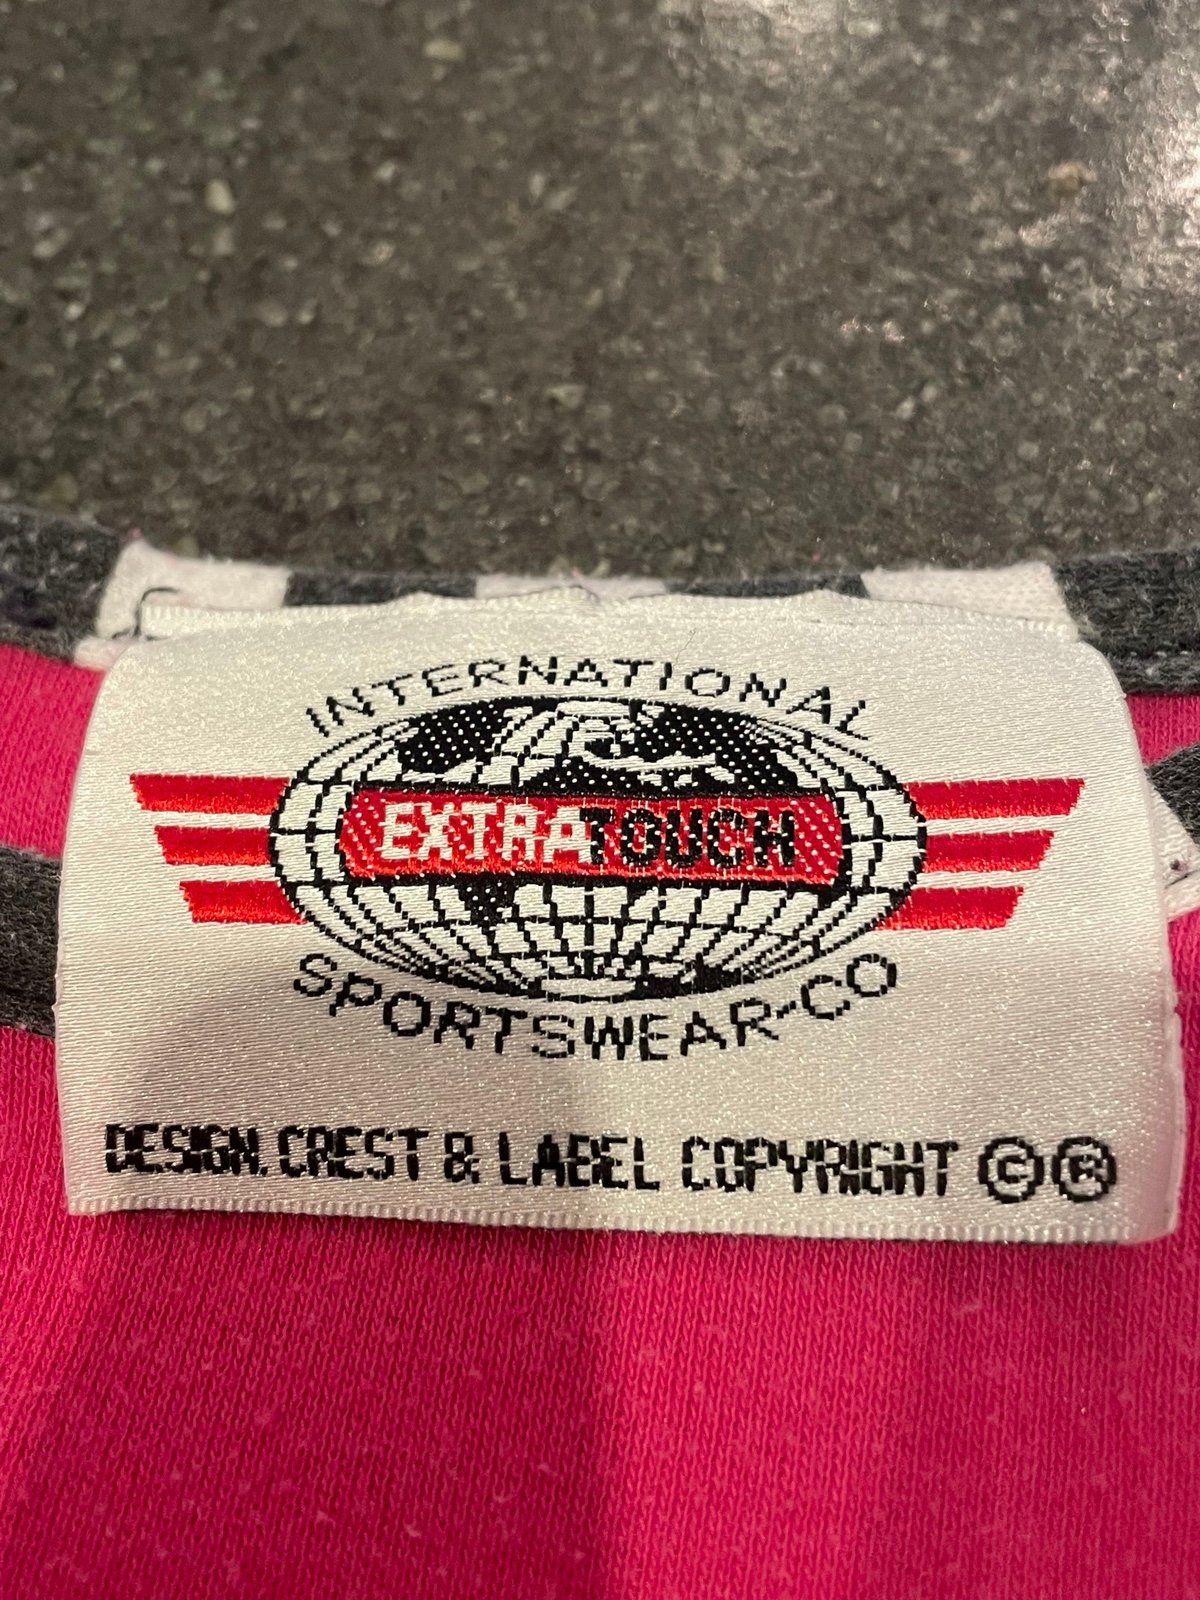 INTERNATIONAL
EXTRATOUCH
SPORTSWEAR-CO
DESIGN. CREST & LABEL COPYRIGHT © ®